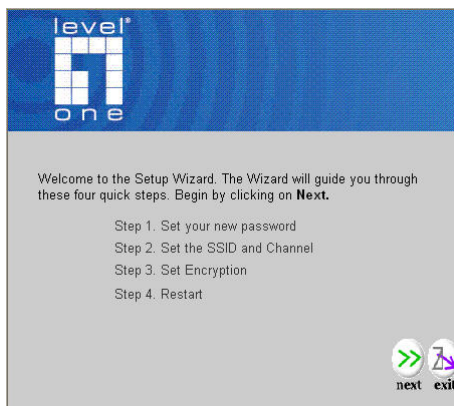 level®
one
Welcome to the Setup Wizard. The Wizard will guide you through
these four quick steps. Begin by clicking on Next.
Step 1. Set your new password
Step 2. Set the SSID and Channel
Step 3. Set Encryption
Step 4. Restart
next exit